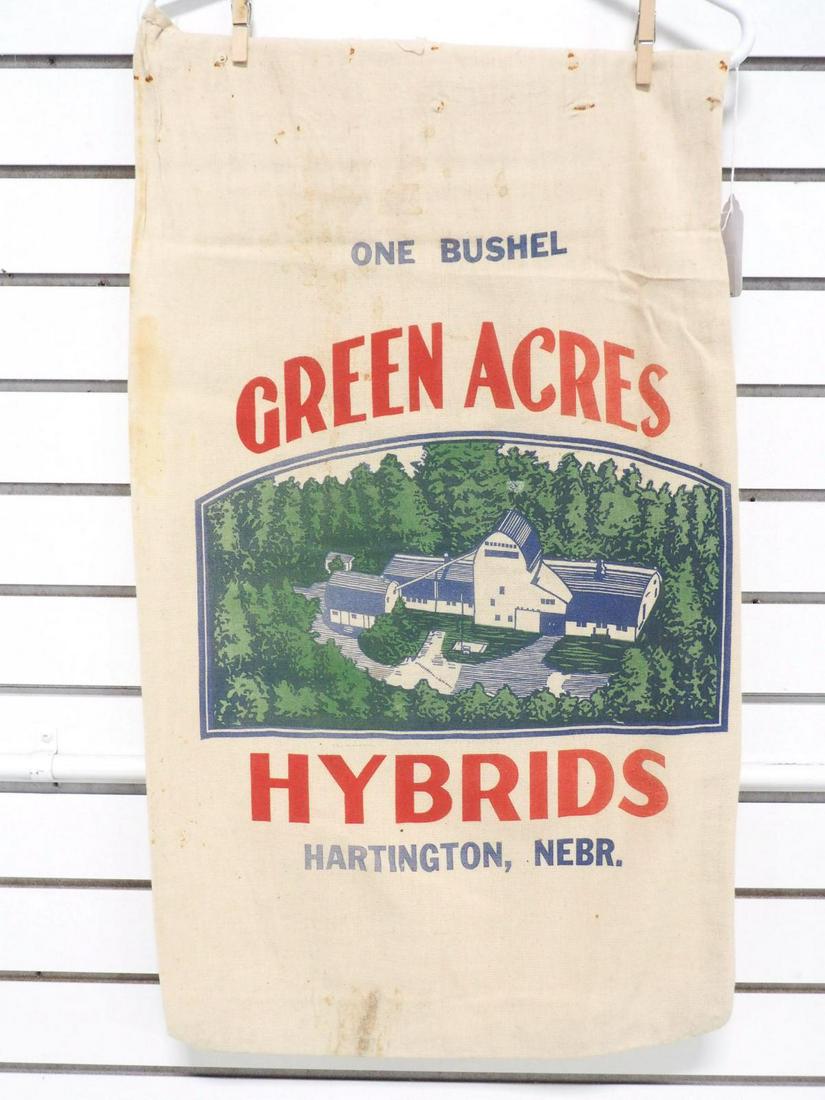 ONE BUSHEL
GREEN ACRES
HYBRIDS
HARTINGTON, NEBR.